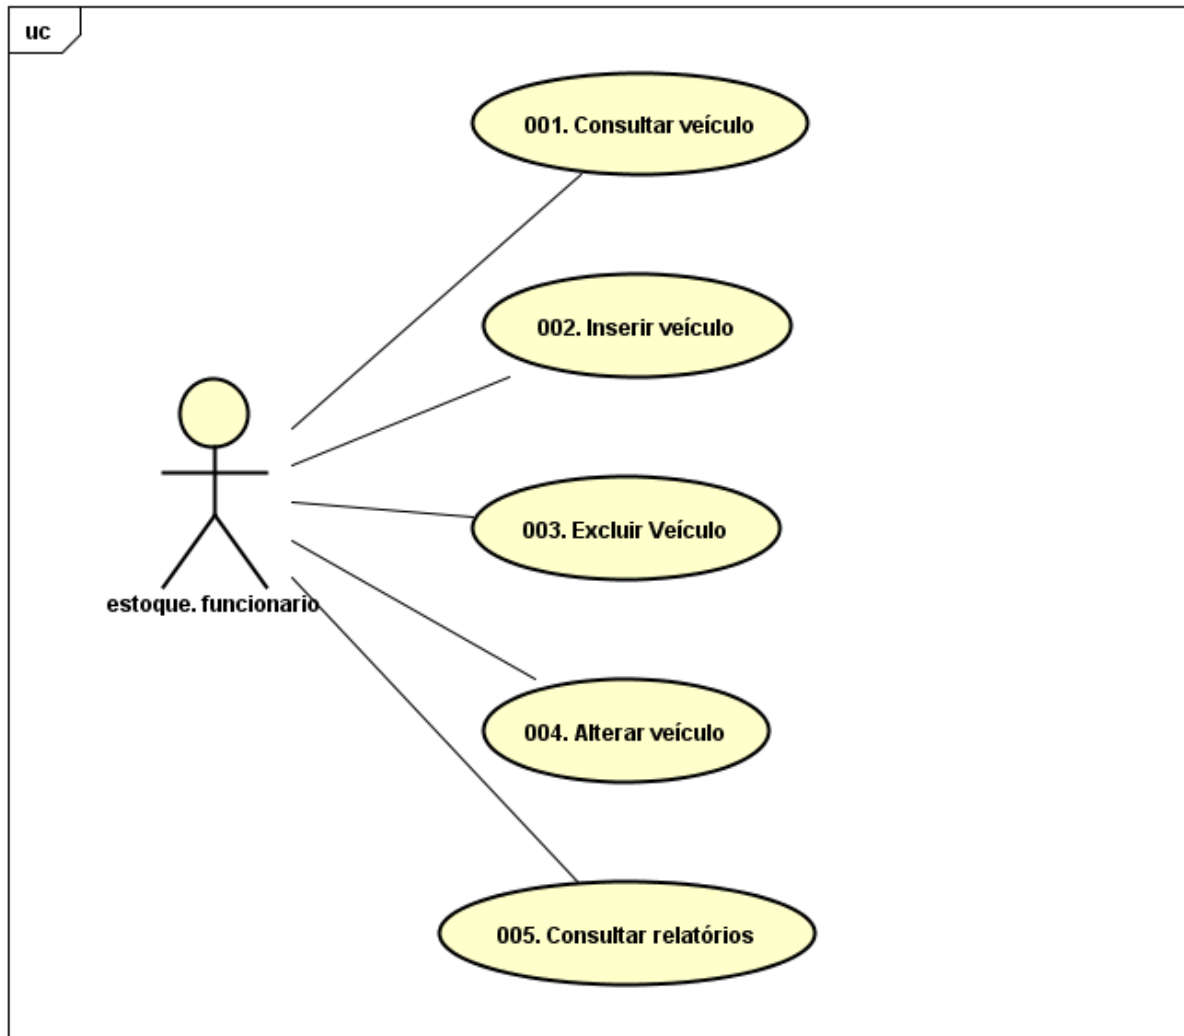 uc
001. Consultar veículo
002. Inserir veículo
003. Excluir Veículo
estoque. funcionario
004. Alterar veículo
005. Consultar relatórios